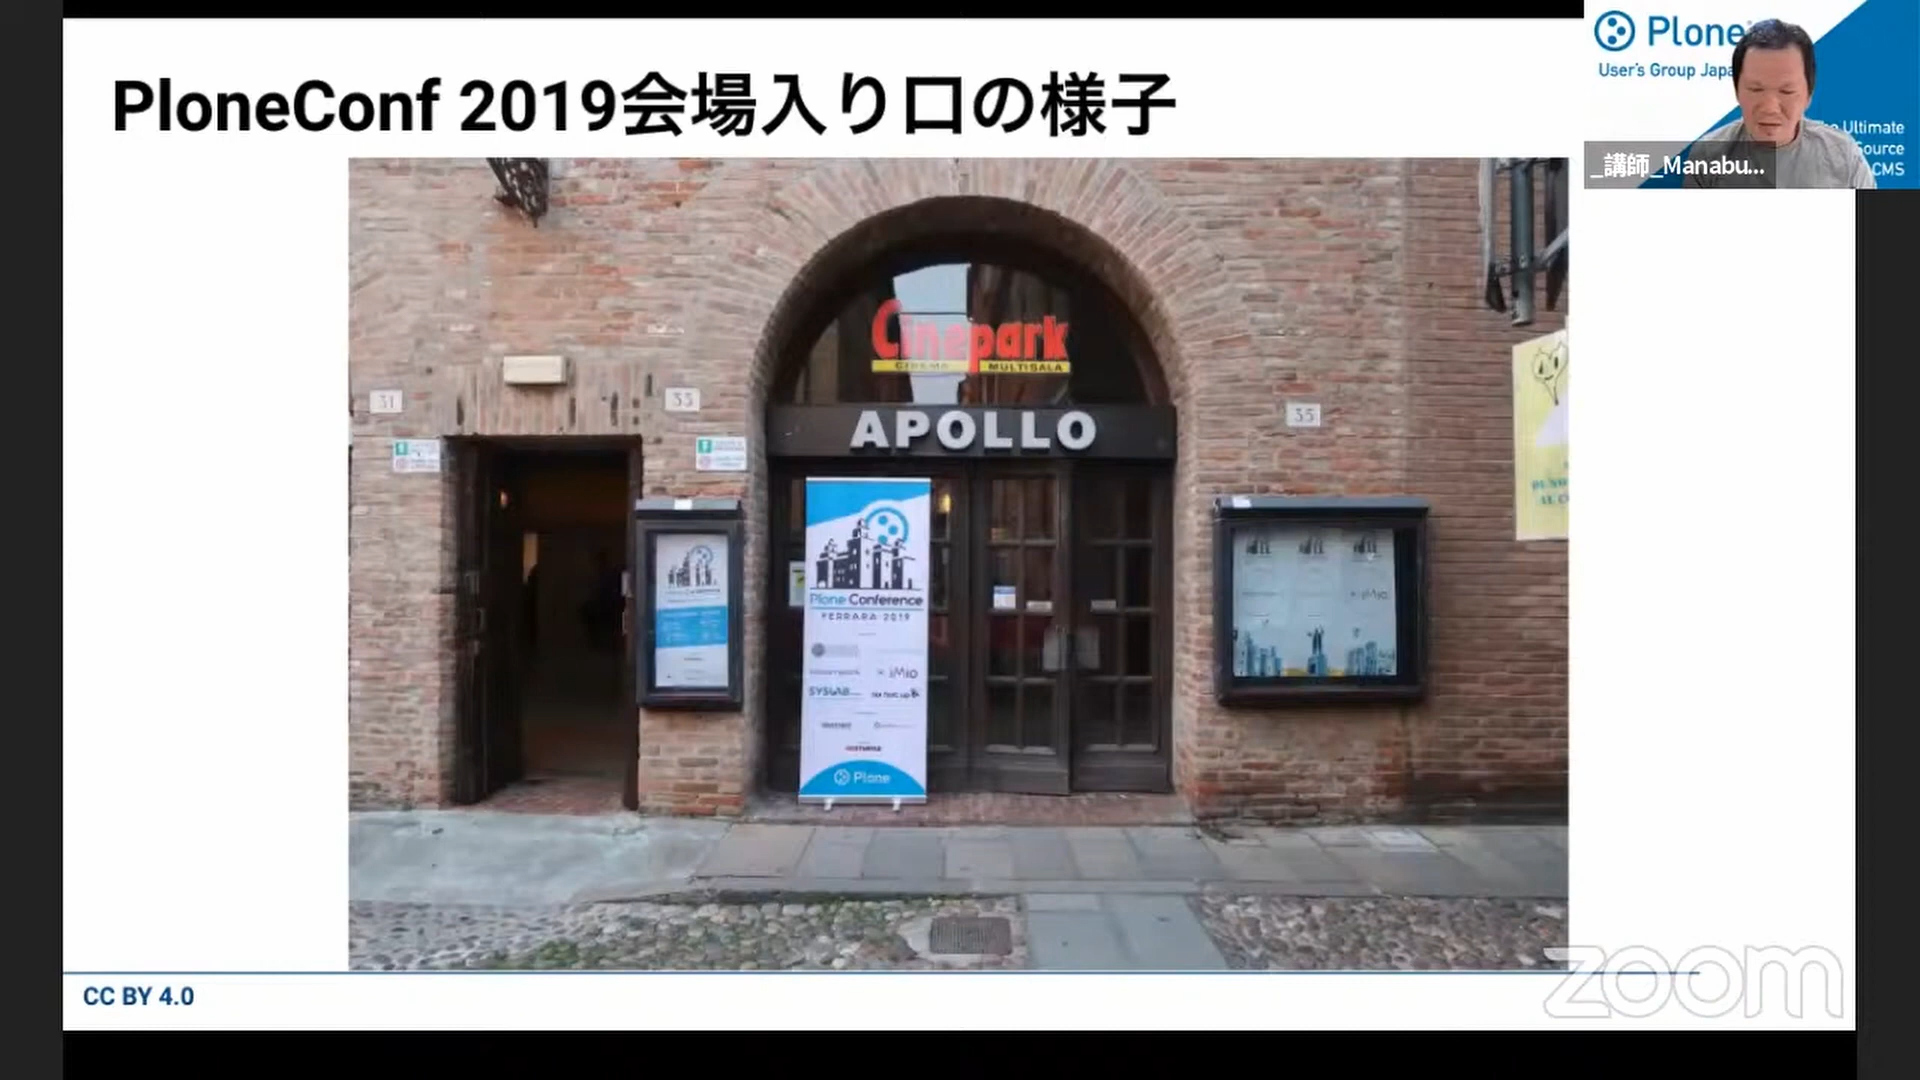 PloneConf 2019会場入り口の様子
Plone
User's Group Japa
Ultimate
Source
CMS
_講師_Manabu...
Cinepark
CINEMA MULTISALA
APOLLO
31
33
35
Plone Conference
FERRARA 2019
iMio
SYSLAB
Plone
CC BY 4.0
zoom